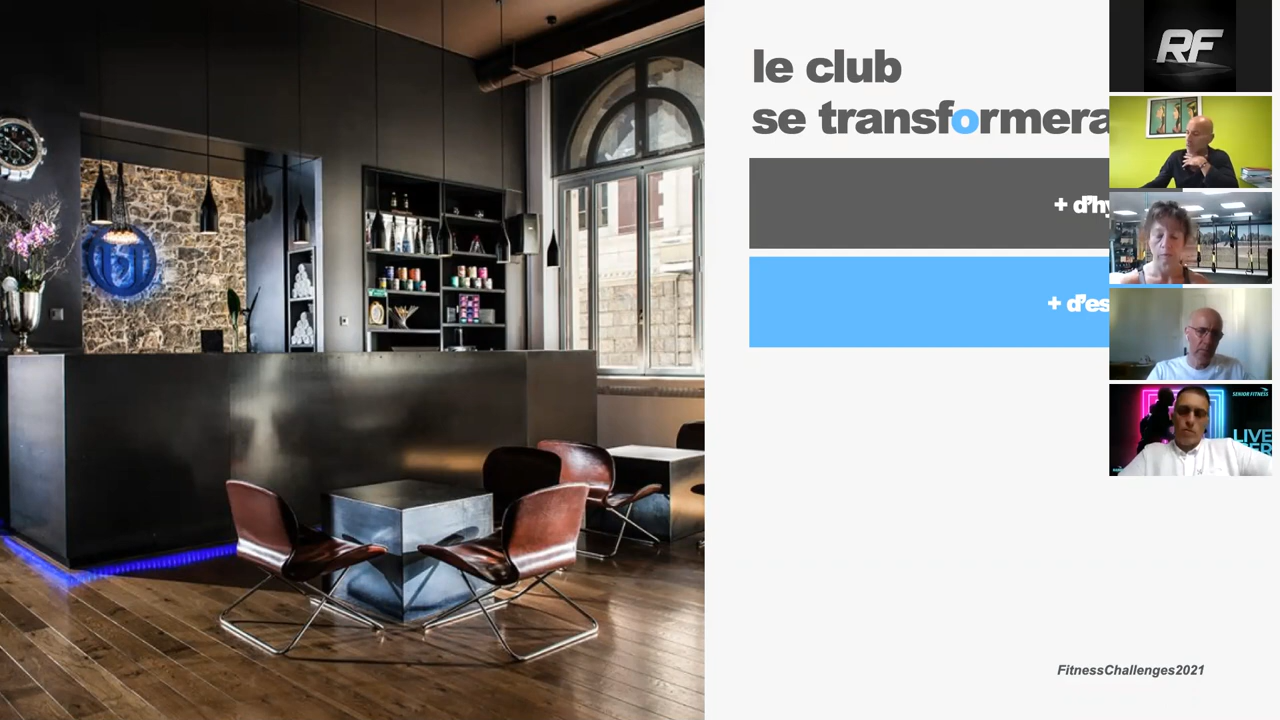 le club
se transformera
RF
+ d'hy
+ d'es
SENIOR FITNESS
LIVE
FitnessChallenges2021